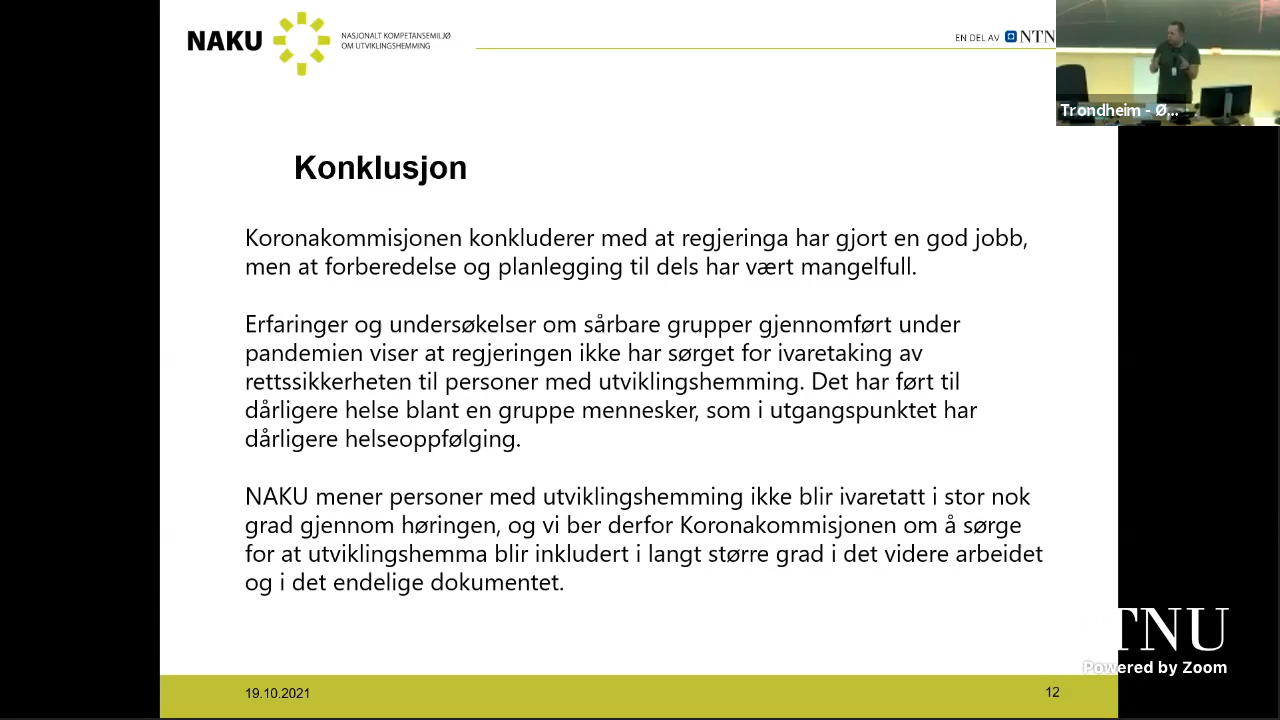 NAKU
NASJONALT KOMPETANSEMILJØ
OM UTVIKLINGSHEMMING
EN DEL AV NTN
Trondheim - Ø...
Konklusjon
Koronakommisjonen konkluderer med at regjeringa har gjort en god jobb,
men at forberedelse og planlegging til dels har vært mangelfull.
Erfaringer og undersøkelser om sårbare grupper gjennomført under
pandemien viser at regjeringen ikke har sørget for ivaretaking av
rettssikkerheten til personer med utviklingshemming. Det har ført til
dårligere helse blant en gruppe mennesker, som i utgangspunktet har
dårligere helseoppfølging.
NAKU mener personer med utviklingshemming ikke blir ivaretatt i stor nok
grad gjennom høringen, og vi ber derfor Koronakommisjonen om å sørge
for at utviklingshemma blir inkludert i langt større grad i det videre arbeidet
og i det endelige dokumentet.
TNU
Powered by Zoom
19.10.2021
12